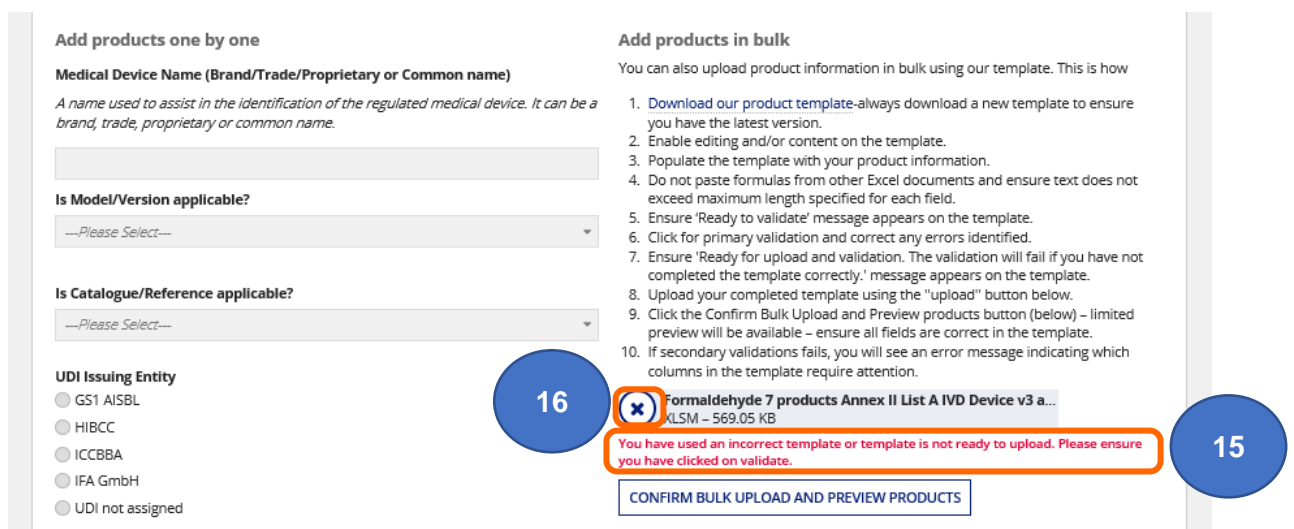 Add products one by one
Medical Device Name (Brand/Trade/Proprietary or Common name)
A name used to assist in the identification of the regulated medical device. It can be a
brand, trade, proprietary or common name.
Is Model/Version applicable?
---Please Select---
Is Catalogue/Reference applicable?
---Please Select---
UDI Issuing Entity
GS1 AISBL
HIBCC
ICCBBA
IFA GmbH
UDI not assigned
Add products in bulk
You can also upload product information in bulk using our template. This is how
1. Download our product template-always download a new template to ensure
you have the latest version.
2. Enable editing and/or content on the template.
3. Populate the template with your product information.
4. Do not paste formulas from other Excel documents and ensure text does not
exceed maximum length specified for each field.
5. Ensure ‘Ready to validate’ message appears on the template.
6. Click for primary validation and correct any errors identified.
7. Ensure 'Ready for upload and validation. The validation will fail if you have not
completed the template correctly.' message appears on the template.
8. Upload your completed template using the "upload" button below.
9. Click the Confirm Bulk Upload and Preview products button (below) – limited
preview will be available – ensure all fields are correct in the template.
10. If secondary validations fails, you will see an error message indicating which
columns in the template require attention.
16
Formaldehyde 7 products Annex II List A IVD Device v3 a...
XLSM – 569.05 KB
You have used an incorrect template or template is not ready to upload. Please ensure
you have clicked on validate.
15
CONFIRM BULK UPLOAD AND PREVIEW PRODUCTS